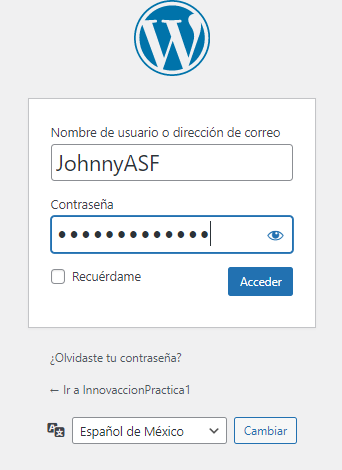 Nombre de usuario o dirección de correo
JohnnyASF
Contraseña
•••••••••••••
Recuérdame
Acceder
¿Olvidaste tu contraseña?
← Ir a InnovaccionPractica1
Español de México
Cambiar